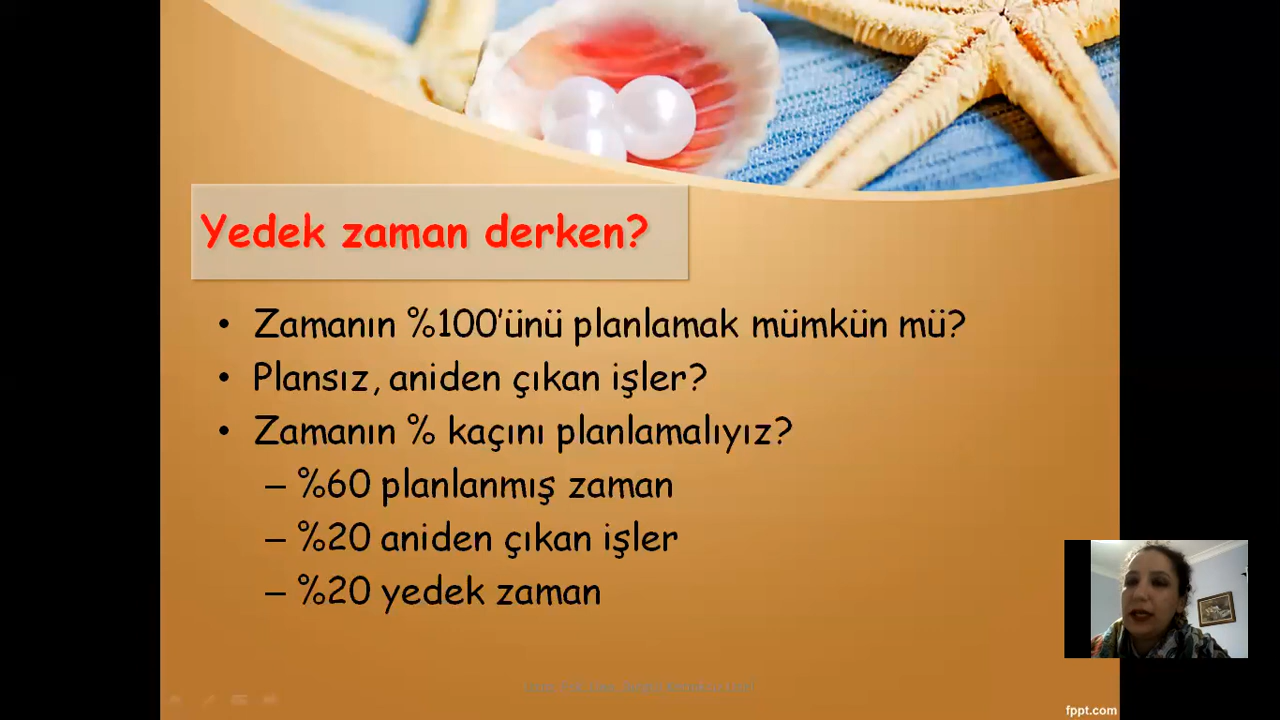 Yedek zaman derken?
• Zamanın %100’ünü planlamak mümkün mü?
• Plansız, aniden çıkan işler?
• Zamanın % kaçını planlamalıyız?
– %60 planlanmış zaman
– %20 aniden çıkan işler
– %20 yedek zaman
fppt.com